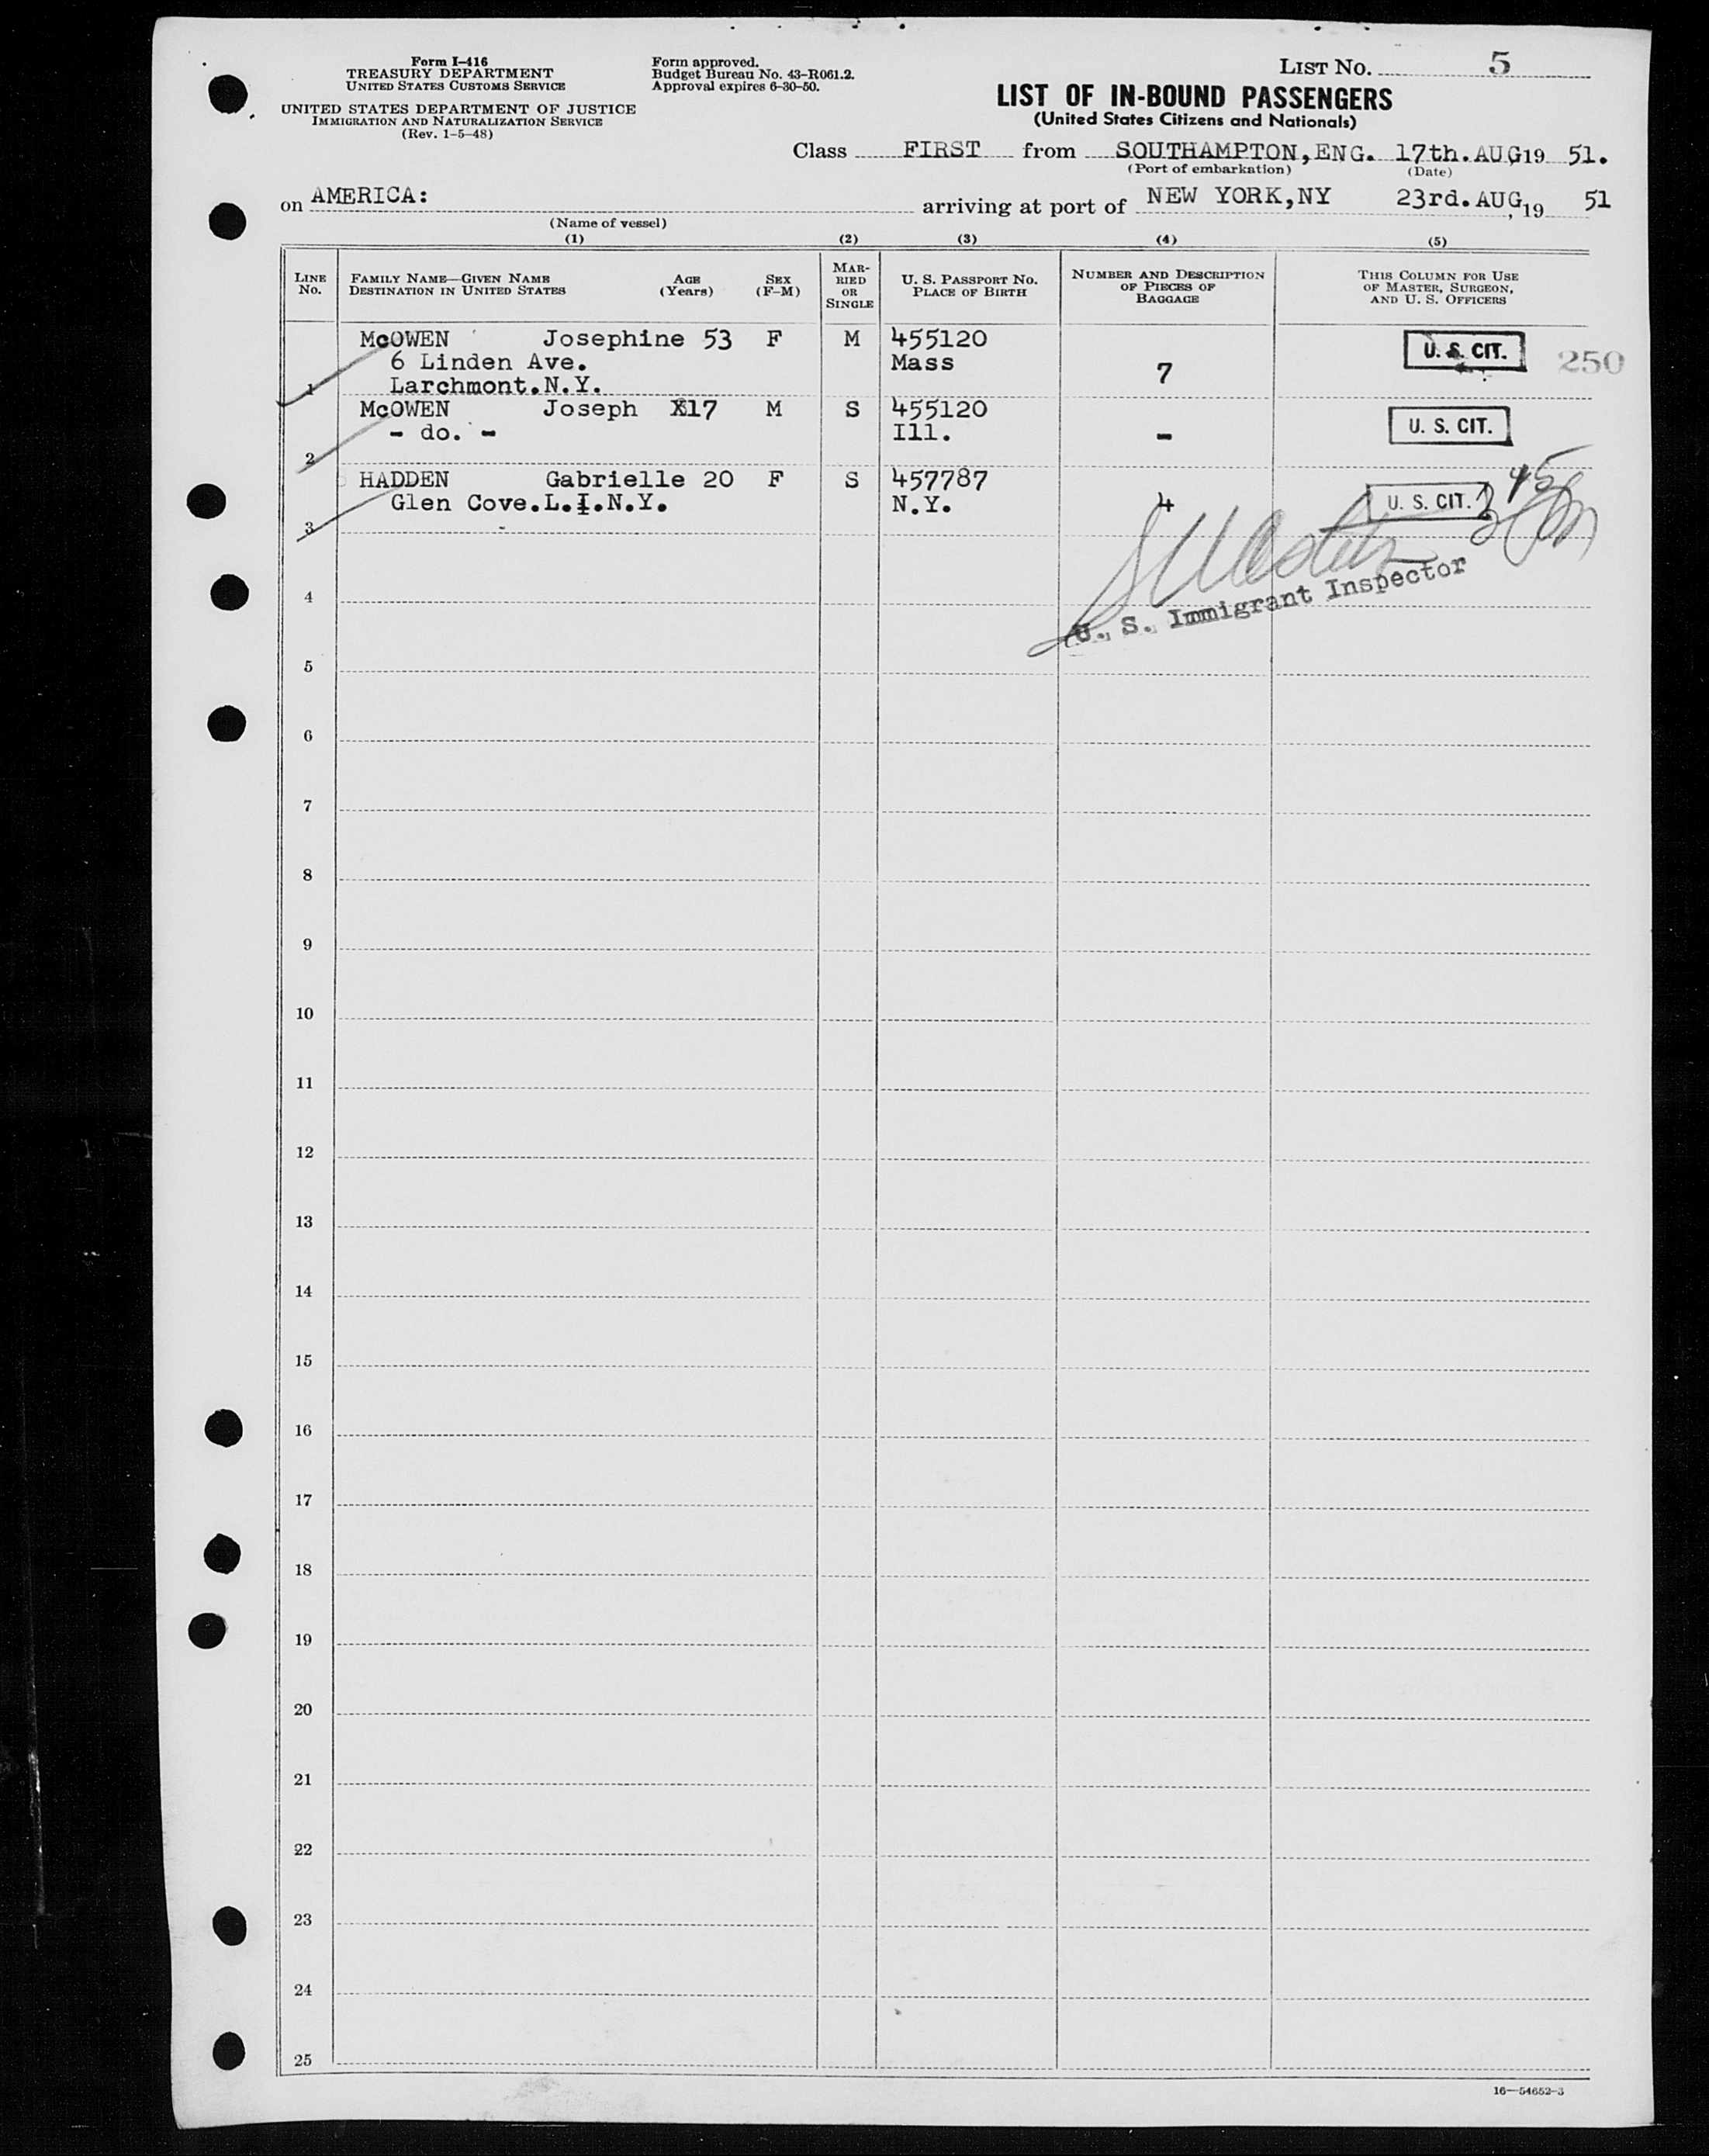 Form I-416
TREASURY DEPARTMENT
UNITED STATES CUSTOMS SERVICE
UNITED STATES DEPARTMENT OF JUSTICE
IMMIGRATION AND NATURALIZATION SERVICE
(Rev. 1-5-48)
Form approved.
Budget Bureau No. 43-R061.2.
Approval expires 6-30-50.
LIST NO. 5
LIST OF IN-BOUND PASSENGERS
(United States Citizens and Nationals)
Class FIRST from SOUTHAMPTON, ENG. 17th. AUG, 19 51.
(Port of embarkation) (Date)
on AMERICA: arriving at port of NEW YORK, NY 23rd. AUG, 19 51
(Name of vessel)
(1) (2) (3) (4) (5)
LINE NO. FAMILY NAME—GIVEN NAME DESTINATION IN UNITED STATES AGE (Years) SEX (F-M) MARRIED OR SINGLE U. S. PASSPORT NO. PLACE OF BIRTH NUMBER AND DESCRIPTION OF PIECES OF BAGGAGE THIS COLUMN FOR USE OF MASTER, SURGEON, AND U. S. OFFICERS
McOWEN Josephine 53 F M 455120 U. S. CIT. 250
6 Linden Ave. Mass 7
1 Larchmont.N.Y.
McOWEN Joseph X17 M S 455120 U. S. CIT.
- do. - Ill. -
2
HADDEN Gabrielle 20 F S 457787 U. S. CIT.
Glen Cove.L.I.N.Y. N.Y. 4
3
U. S. Immigrant Inspector
4
5
6
7
8
9
10
11
12
13
14
15
16
17
18
19
20
21
22
23
24
25
16—54652-3